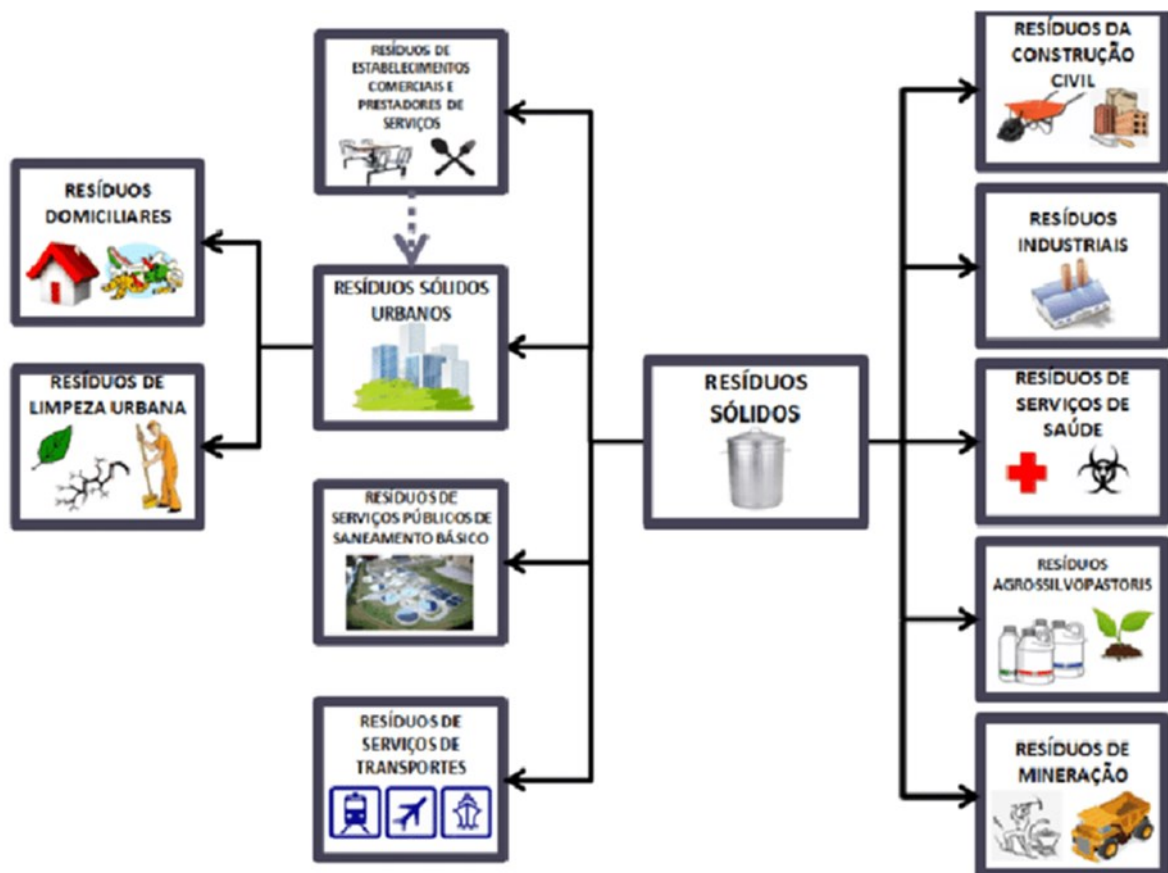 RESÍDUOS DE
ESTABELECIMENTOS
COMERCIAIS E
PRESTADORES DE
SERVIÇOS
RESÍDUOS
DOMICILIARES
RESÍDUOS SÓLIDOS
URBANOS
RESÍDUOS DE
LIMPEZA URBANA
RESÍDUOS DE
SERVIÇOS PÚBLICOS DE
SANEAMENTO BÁSICO
RESÍDUOS DE
SERVIÇOS DE
TRANSPORTES
RESÍDUOS
SÓLIDOS
RESÍDUOS DA
CONSTRUÇÃO
CIVIL
RESÍDUOS
INDUSTRIAIS
RESÍDUOS DE
SERVIÇOS DE
SAÚDE
RESÍDUOS
AGROSSILVOPASTORIS
RESÍDUOS DE
MINERAÇÃO